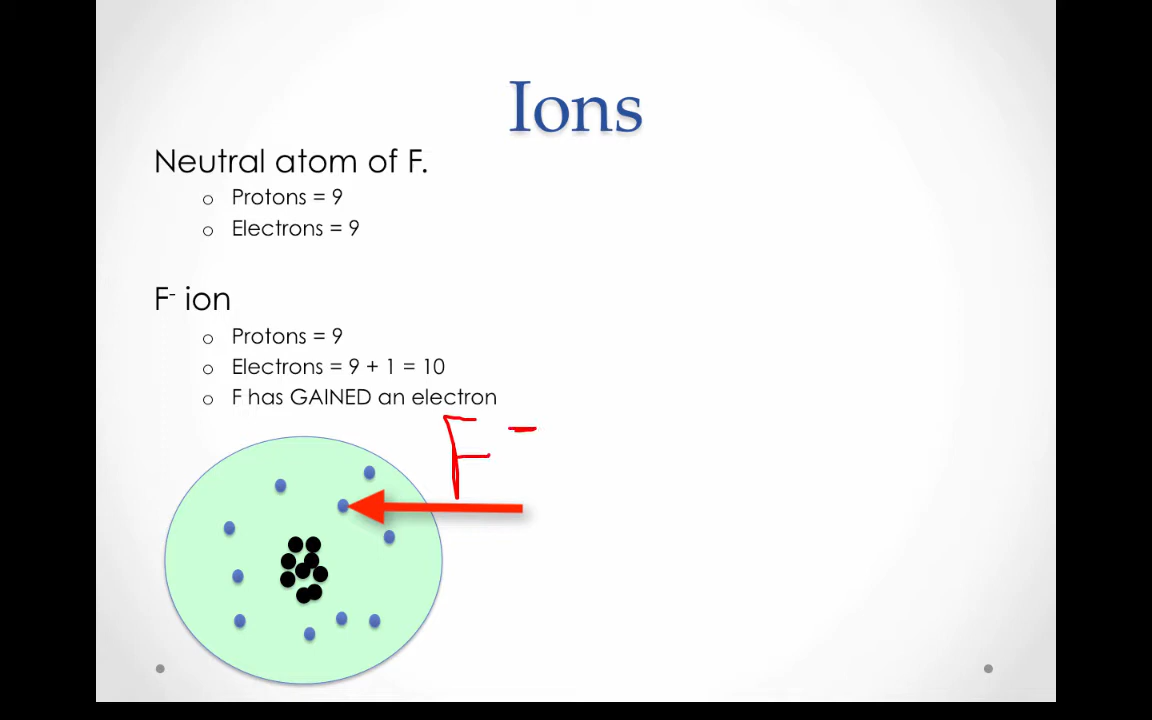 Ions
Neutral atom of F.
o Protons = 9
o Electrons = 9
F- ion
o Protons = 9
o Electrons = 9 + 1 = 10
o F has GAINED an electron
F-